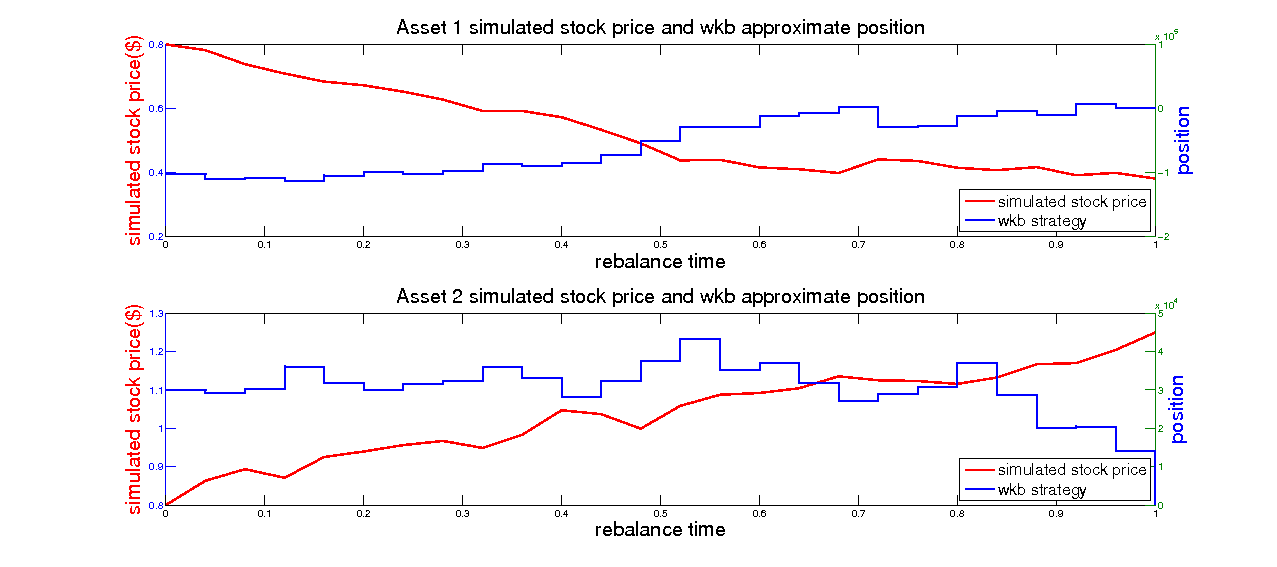 Asset 1 simulated stock price and wkb approximate position
x 10^5
simulated stock price($)
0.8
0.6
0.4
0.2
1
0
-1
-2
position
simulated stock price
wkb strategy
0 0.1 0.2 0.3 0.4 0.5 0.6 0.7 0.8 0.9 1
rebalance time
Asset 2 simulated stock price and wkb approximate position
x 10^4
simulated stock price($)
1.3
1.2
1.1
1
0.9
0.8
5
4
3
2
1
0
position
simulated stock price
wkb strategy
0 0.1 0.2 0.3 0.4 0.5 0.6 0.7 0.8 0.9 1
rebalance time